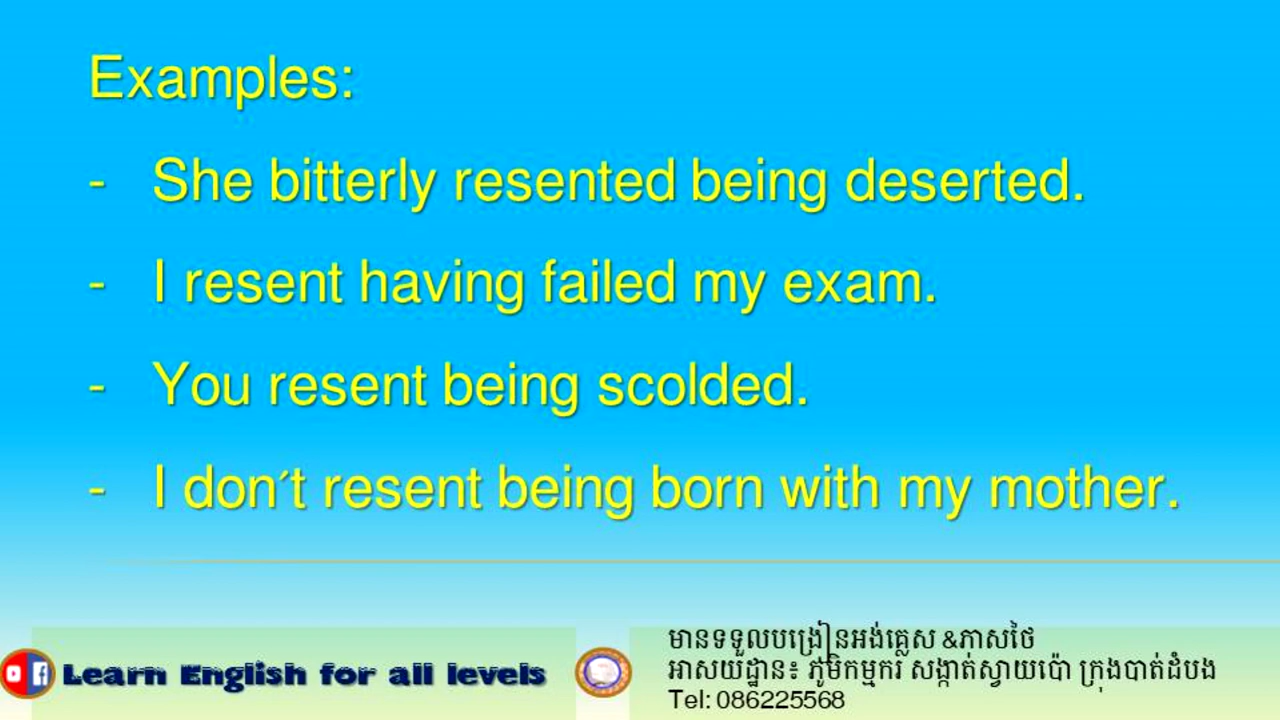 Examples:
- She bitterly resented being deserted.
- I resent having failed my exam.
- You resent being scolded.
- I don´t resent being born with my mother.
Learn English for all levels
មានទទួលបង្រៀនអង់គ្លេស &ភាសថៃ
អាសយដ្ឋាន៖ ភូមិកម្មករ សង្កាត់ស្វាយប៉ោ ក្រុងបាត់ដំបង
Tel: 086225568